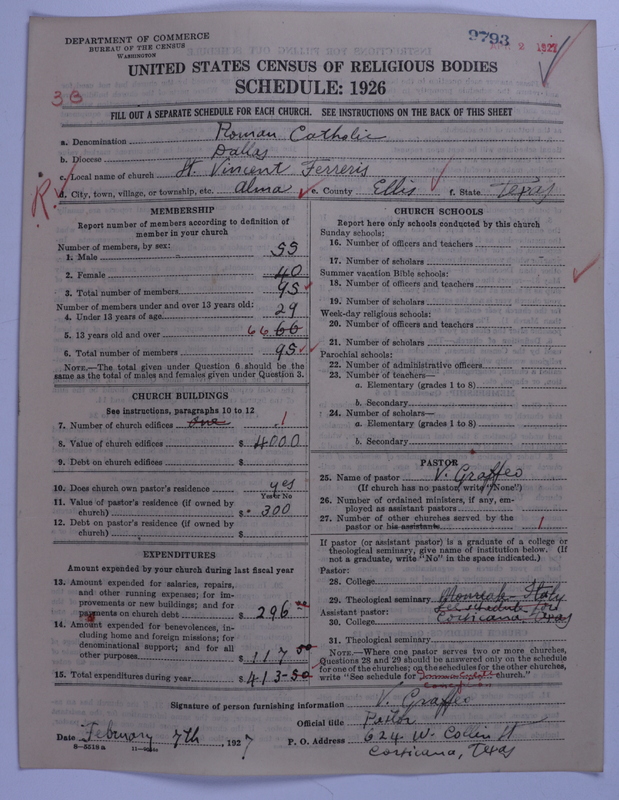 DEPARTMENT OF COMMERCE
BUREAU OF THE CENSUS
WASHINGTON
9793
2 1927
UNITED STATES CENSUS OF RELIGIOUS BODIES
SCHEDULE: 1926
3B
FILL OUT A SEPARATE SCHEDULE FOR EACH CHURCH. SEE INSTRUCTIONS ON THE BACK OF THIS SHEET
a. Denomination Roman Catholic
b. Diocese Dallas
c. Local name of church St. Vincent Ferreris
R. d. City, town, village, or township, etc. Alma e. County Ellis f. State Texas
MEMBERSHIP
Report number of members according to definition of member in your church
Number of members, by sex:
1. Male 55
2. Female 40
3. Total number of members 95
Number of members under and over 13 years old:
4. Under 13 years of age 29
5. 13 years old and over 66 66
6. Total number of members 95
NOTE.—The total given under Question 6 should be the
same as the total of males and females given under Question 3.
CHURCH BUILDINGS
See instructions, paragraphs 10 to 12
7. Number of church edifices one 1
8. Value of church edifices $ 4000
9. Debt on church edifices $
10. Does church own pastor's residence yes
Yes or No
11. Value of pastor's residence (if owned by
church) $ 300
12. Debt on pastor's residence (if owned by
church) $
EXPENDITURES
Amount expended by your church during last fiscal year
13. Amount expended for salaries, repairs,
and other running expenses; for im-
provements or new buildings; and for
payments on church debt $ 296 00
14. Amount expended for benevolences, in-
cluding home and foreign missions; for
denominational support; and for all
other purposes $ 117 50
15. Total expenditures during year $ 413-50
CHURCH SCHOOLS
Report here only schools conducted by this church
Sunday schools:
16. Number of officers and teachers
17. Number of scholars
Summer vacation Bible schools:
18. Number of officers and teachers
19. Number of scholars
Week-day religious schools:
20. Number of officers and teachers
21. Number of scholars
Parochial schools:
22. Number of administrative officers
23. Number of teachers—
a. Elementary (grades 1 to 8)
b. Secondary
24. Number of scholars—
a. Elementary (grades 1 to 8)
b. Secondary
PASTOR
25. Name of pastor V. Graffeo
(If church has no pastor, write "None")
26. Number of ordained ministers, if any, em-
ployed as assistant pastors
27. Number of other churches served by the
pastor or his assistants 1
If pastor (or assistant pastor) is a graduate of a college or
theological seminary, give name of institution below. (If
not a graduate, write "No" in the space indicated.)
Pastor:
28. College
29. Theological seminary Monreale - Italy
Assistant pastor: See schedule for
30. College Corsicana Texas
31. Theological seminary
NOTE.—Where one pastor serves two or more churches,
Questions 28 and 29 should be answered only on the schedule
for one of the churches; on the schedules for the other churches,
write "See schedule for church."
Signature of person furnishing information V. Graffeo
Official title Pastor
Date February 7th, 1927
P. O. Address 624 W. Collin St
Corsicana, Texas
8-5518 a